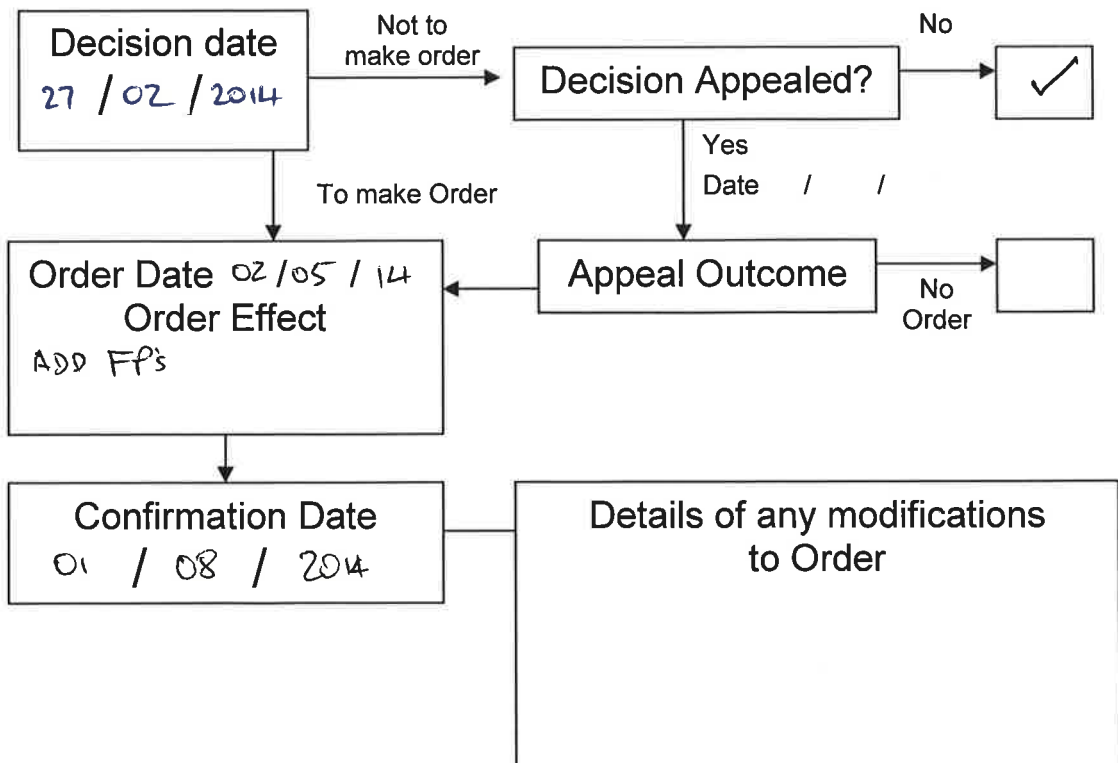 Decision date
27 / 02 / 2014
Not to
make order
Decision Appealed?
No
✓
To make Order
Yes
Date / /
Order Date 02/05/14
Order Effect
ADD FP's
Appeal Outcome
No
Order
Confirmation Date
01 / 08 / 2014
Details of any modifications
to Order